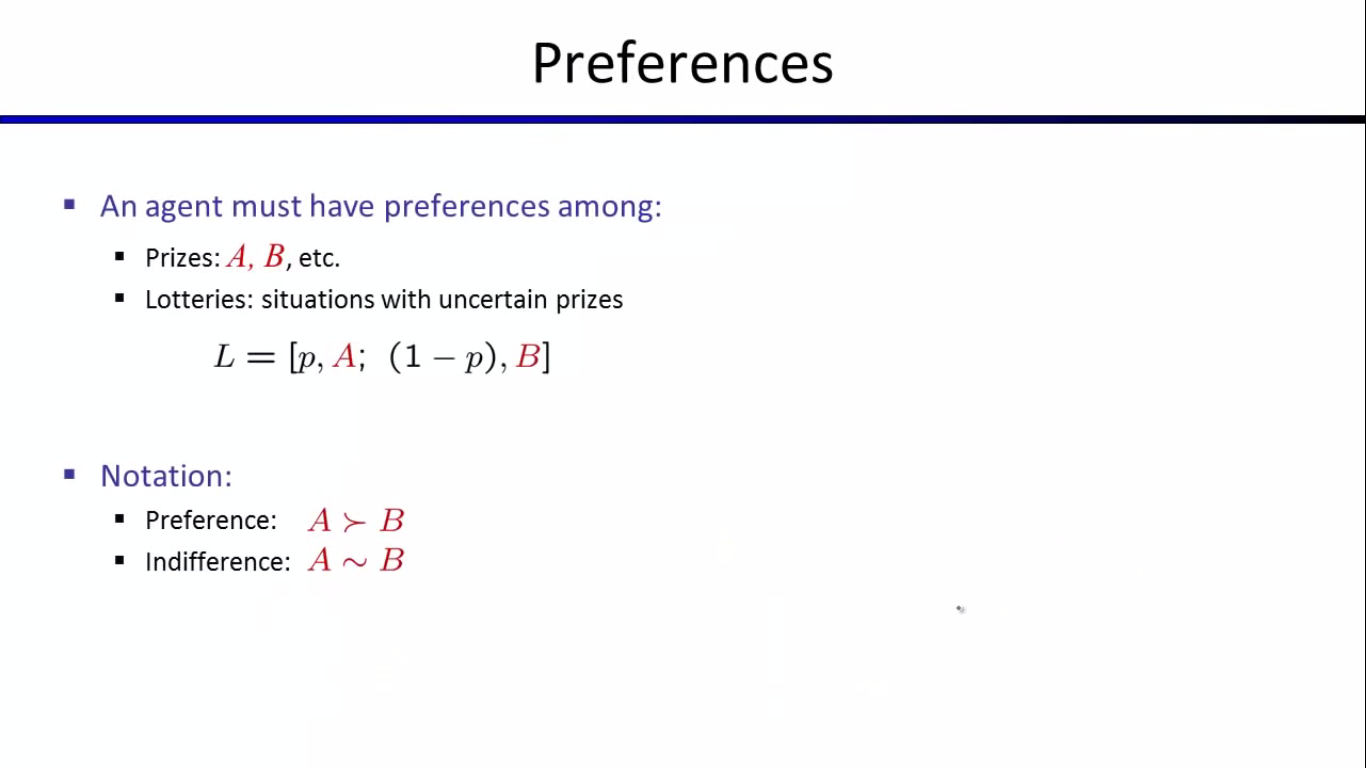 Preferences
▪ An agent must have preferences among:
▪ Prizes: A, B, etc.
▪ Lotteries: situations with uncertain prizes
L = [p, A; (1 − p), B]
▪ Notation:
▪ Preference: A ≻ B
▪ Indifference: A ∼ B